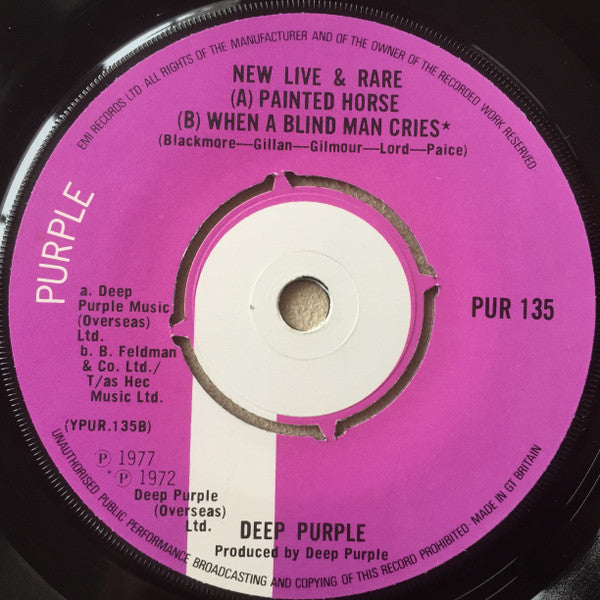 EMI RECORDS LTD. ALL RIGHTS OF THE MANUFACTURER AND OF THE OWNER OF THE RECORDED WORK RESERVED
NEW LIVE & RARE
(A) PAINTED HORSE
(B) WHEN A BLIND MAN CRIES*
(Blackmore—Gillan—Gilmour—Lord—Paice)
PURPLE
PUR 135
a. Deep
Purple Music
(Overseas)
Ltd.
b. B. Feldman
& Co. Ltd./
T/as Hec
Music Ltd.
(YPUR.135B)
℗ 1977
*℗ 1972
Deep Purple
(Overseas)
Ltd.
DEEP PURPLE
Produced by Deep Purple
UNAUTHORISED PUBLIC PERFORMANCE BROADCASTING AND COPYING OF THIS RECORD PROHIBITED MADE IN GT BRITAIN